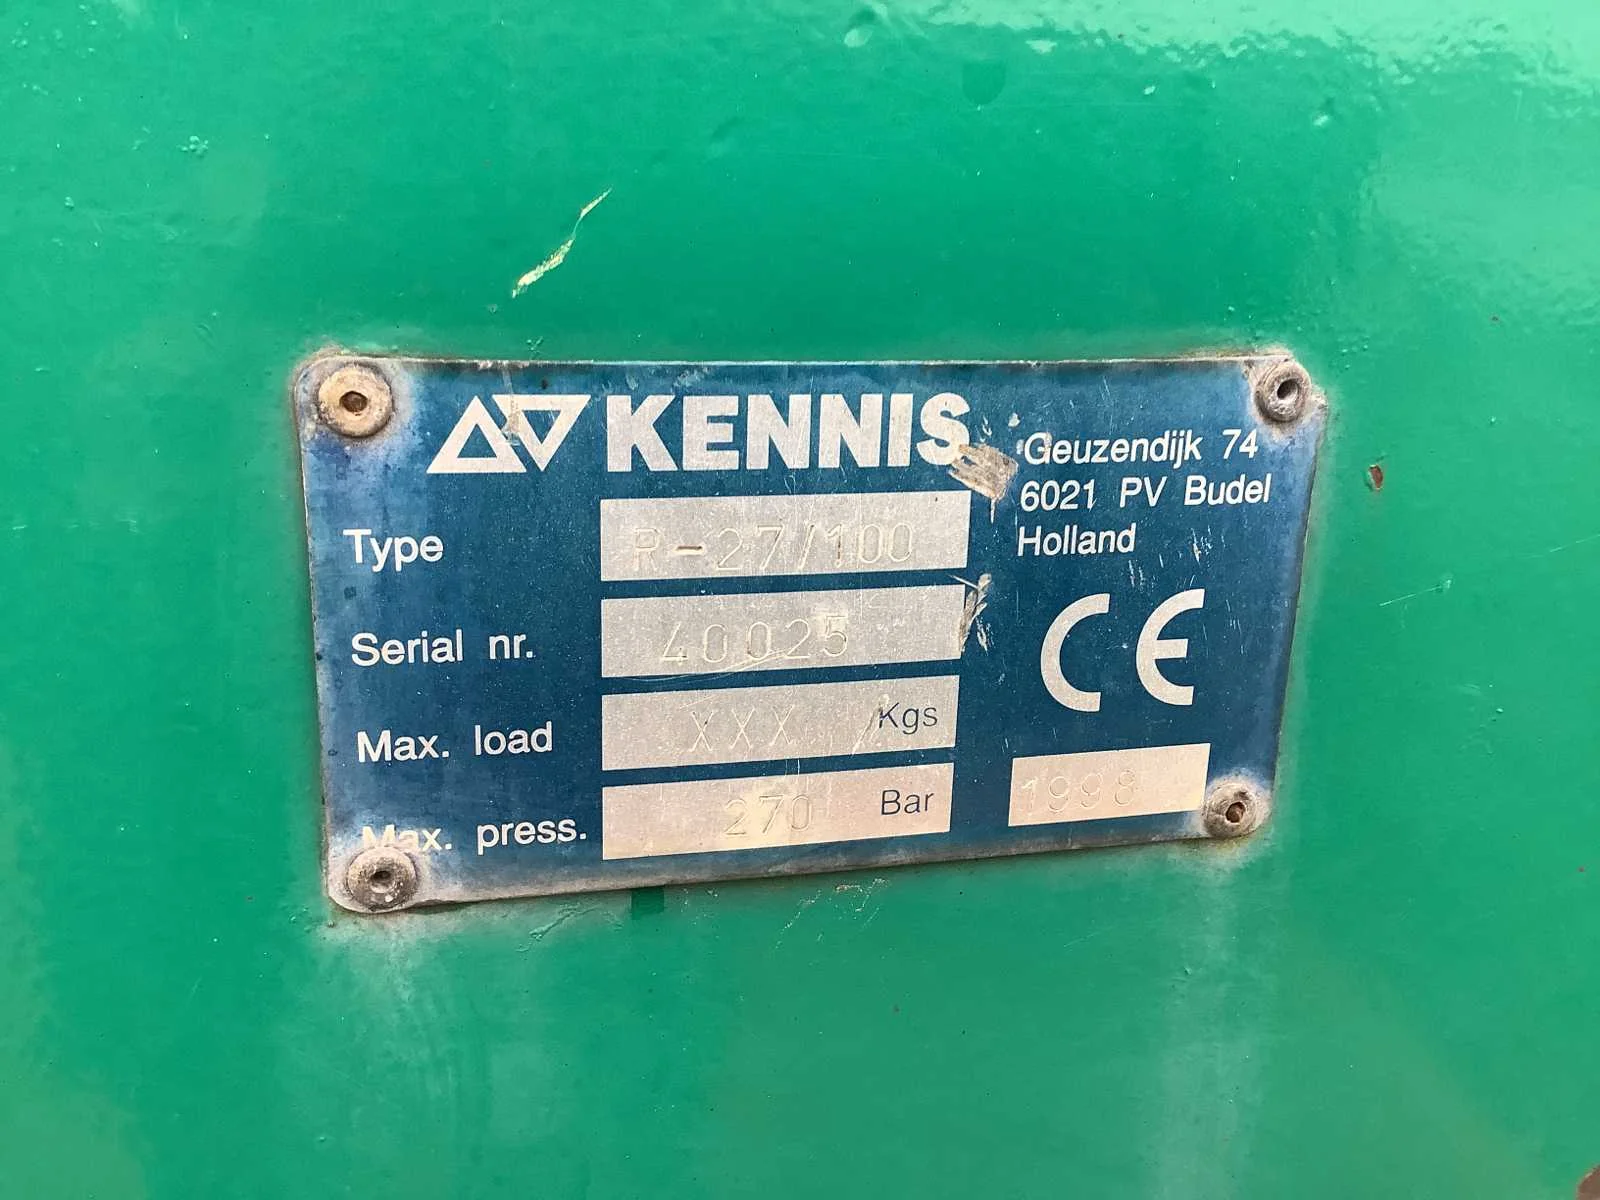 KENNIS
Geuzendijk 74
6021 PV Budel
Holland
Type R-27/100
Serial nr. 40025
Max. load XXX Kgs
Max. press. 270 Bar
CE
1998